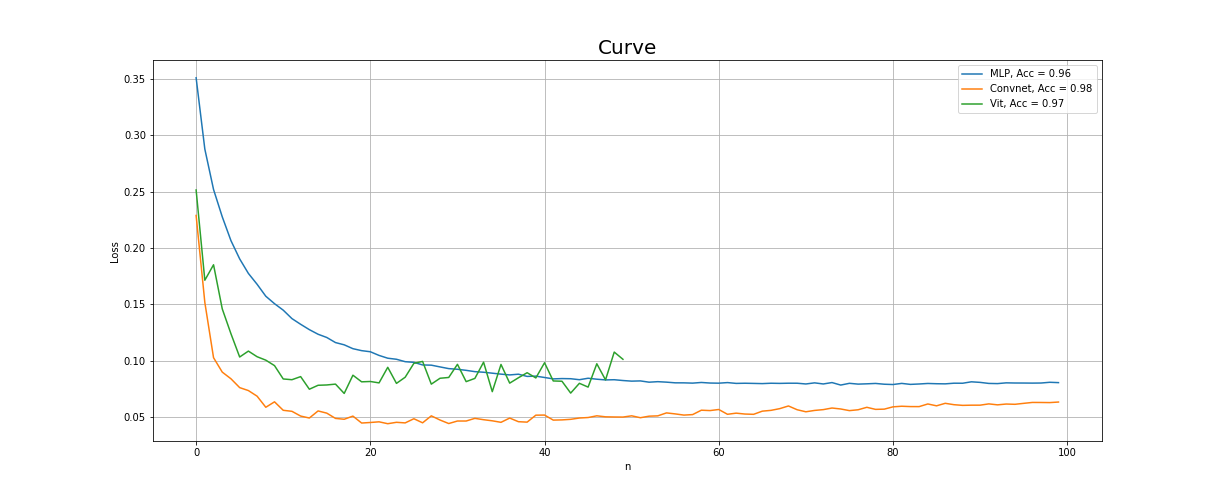 Curve
MLP, Acc = 0.96
Convnet, Acc = 0.98
Vit, Acc = 0.97
Loss
0.35
0.30
0.25
0.20
0.15
0.10
0.05
0
20
40
60
80
100
n